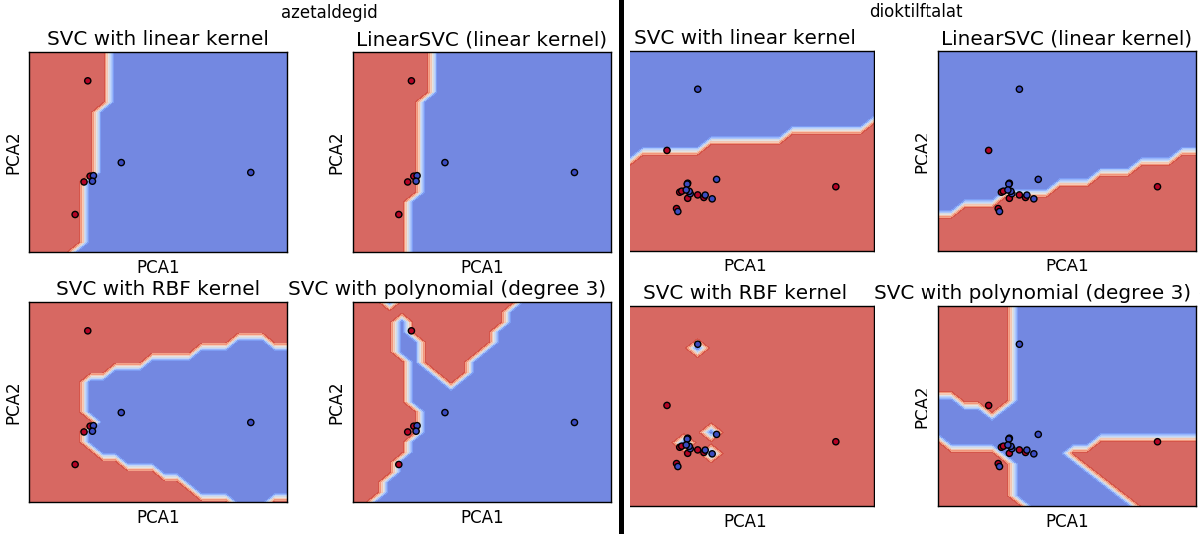 azetaldegid
SVC with linear kernel
LinearSVC (linear kernel)
PCA2
PCA2
PCA1
PCA1
SVC with RBF kernel
SVC with polynomial (degree 3)
PCA2
PCA2
PCA1
PCA1
dioktilftalat
SVC with linear kernel
LinearSVC (linear kernel)
PCA2
PCA1
PCA1
SVC with RBF kernel
SVC with polynomial (degree 3)
PCA2
PCA1
PCA1